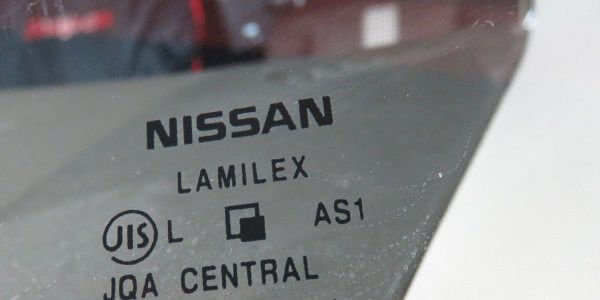 NISSAN
LAMILEX
JIS L AS1
JQA CENTRAL